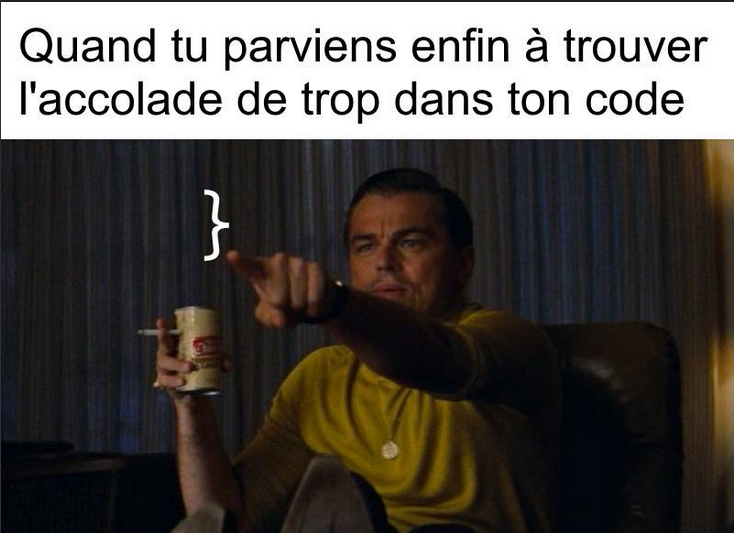 Quand tu parviens enfin à trouver
l'accolade de trop dans ton code
}